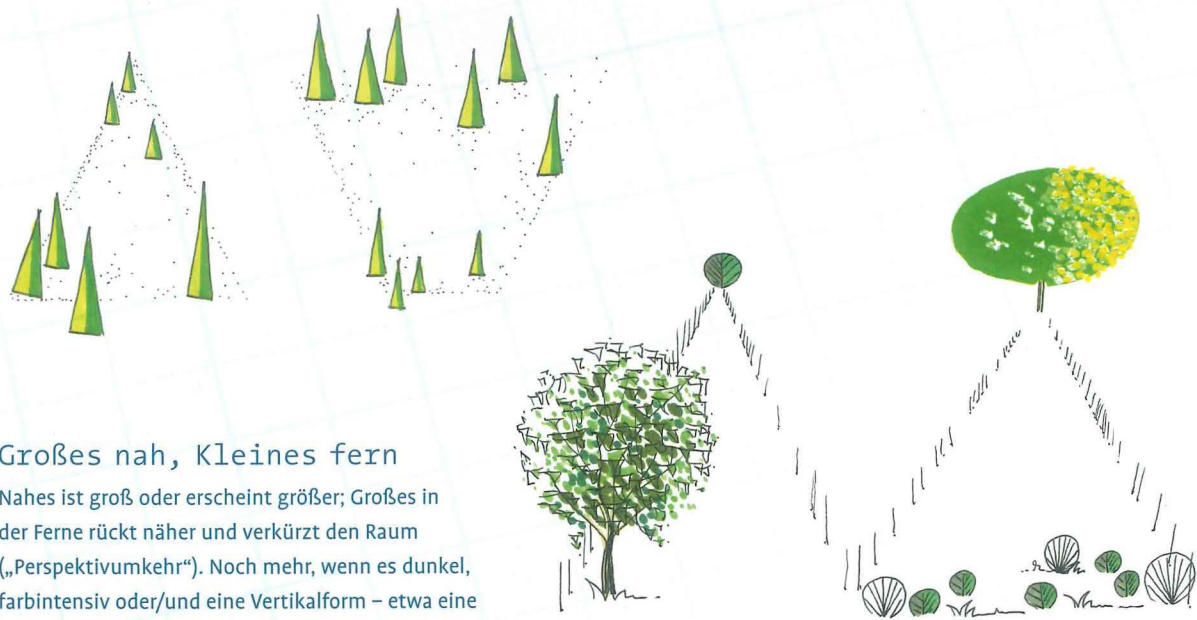 Großes nah, Kleines fern
Nahes ist groß oder erscheint größer; Großes in
der Ferne rückt näher und verkürzt den Raum
(„Perspektivumkehr“). Noch mehr, wenn es dunkel,
farbintensiv oder/und eine Vertikalform – etwa eine